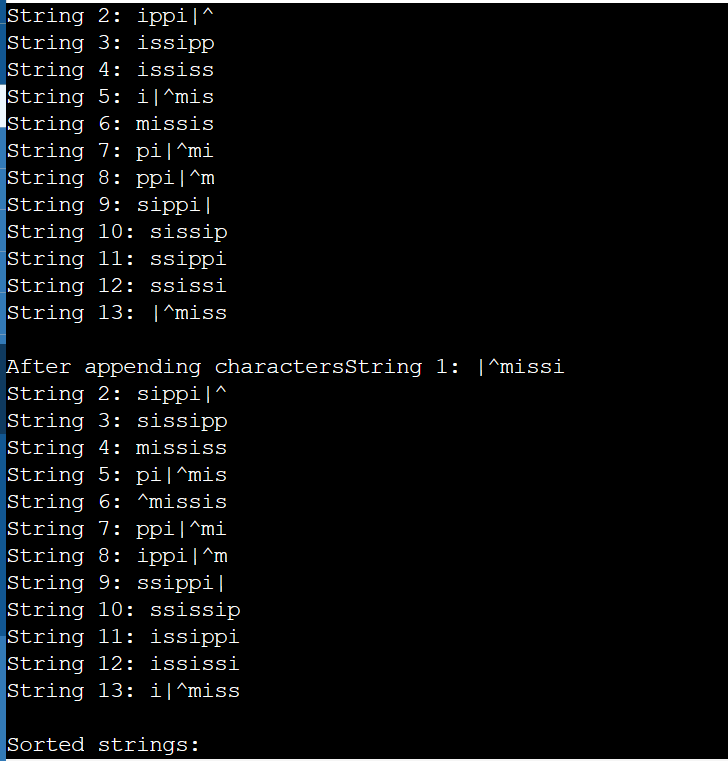 String 2: ippi|^
String 3: issipp
String 4: ississ
String 5: i|^mis
String 6: missis
String 7: pi|^mi
String 8: ppi|^m
String 9: sippi|
String 10: sissip
String 11: ssippi
String 12: ssissi
String 13: |^miss
After appending charactersString 1: |^missi
String 2: sippi|^
String 3: sissipp
String 4: mississ
String 5: pi|^mis
String 6: ^missis
String 7: ppi|^mi
String 8: ippi|^m
String 9: ssippi|
String 10: ssissip
String 11: issippi
String 12: ississi
String 13: i|^miss
Sorted strings: